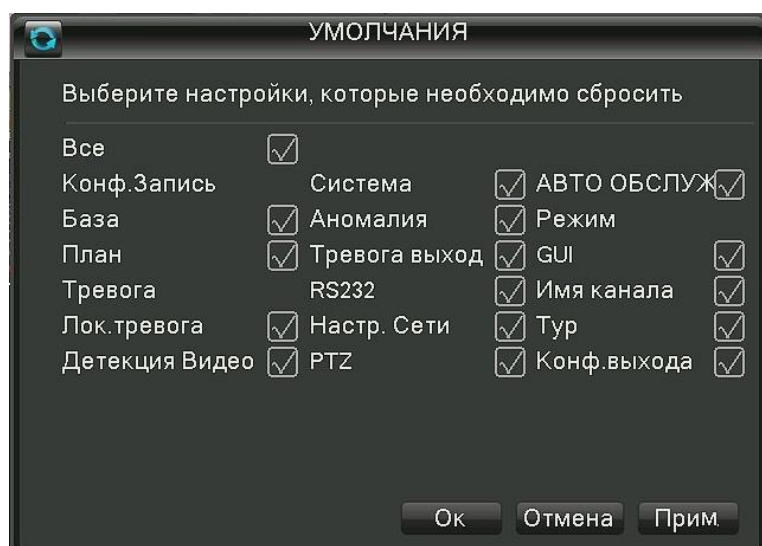 УМОЛЧАНИЯ
Выберите настройки, которые необходимо сбросить
Все
Конф.Запись Система АВТО ОБСЛУЖ
База Аномалия Режим
План Тревога выход GUI
Тревога RS232 Имя канала
Лок.тревога Настр. Сети Тур
Детекция Видео PTZ Конф.выхода
Ок Отмена Прим.